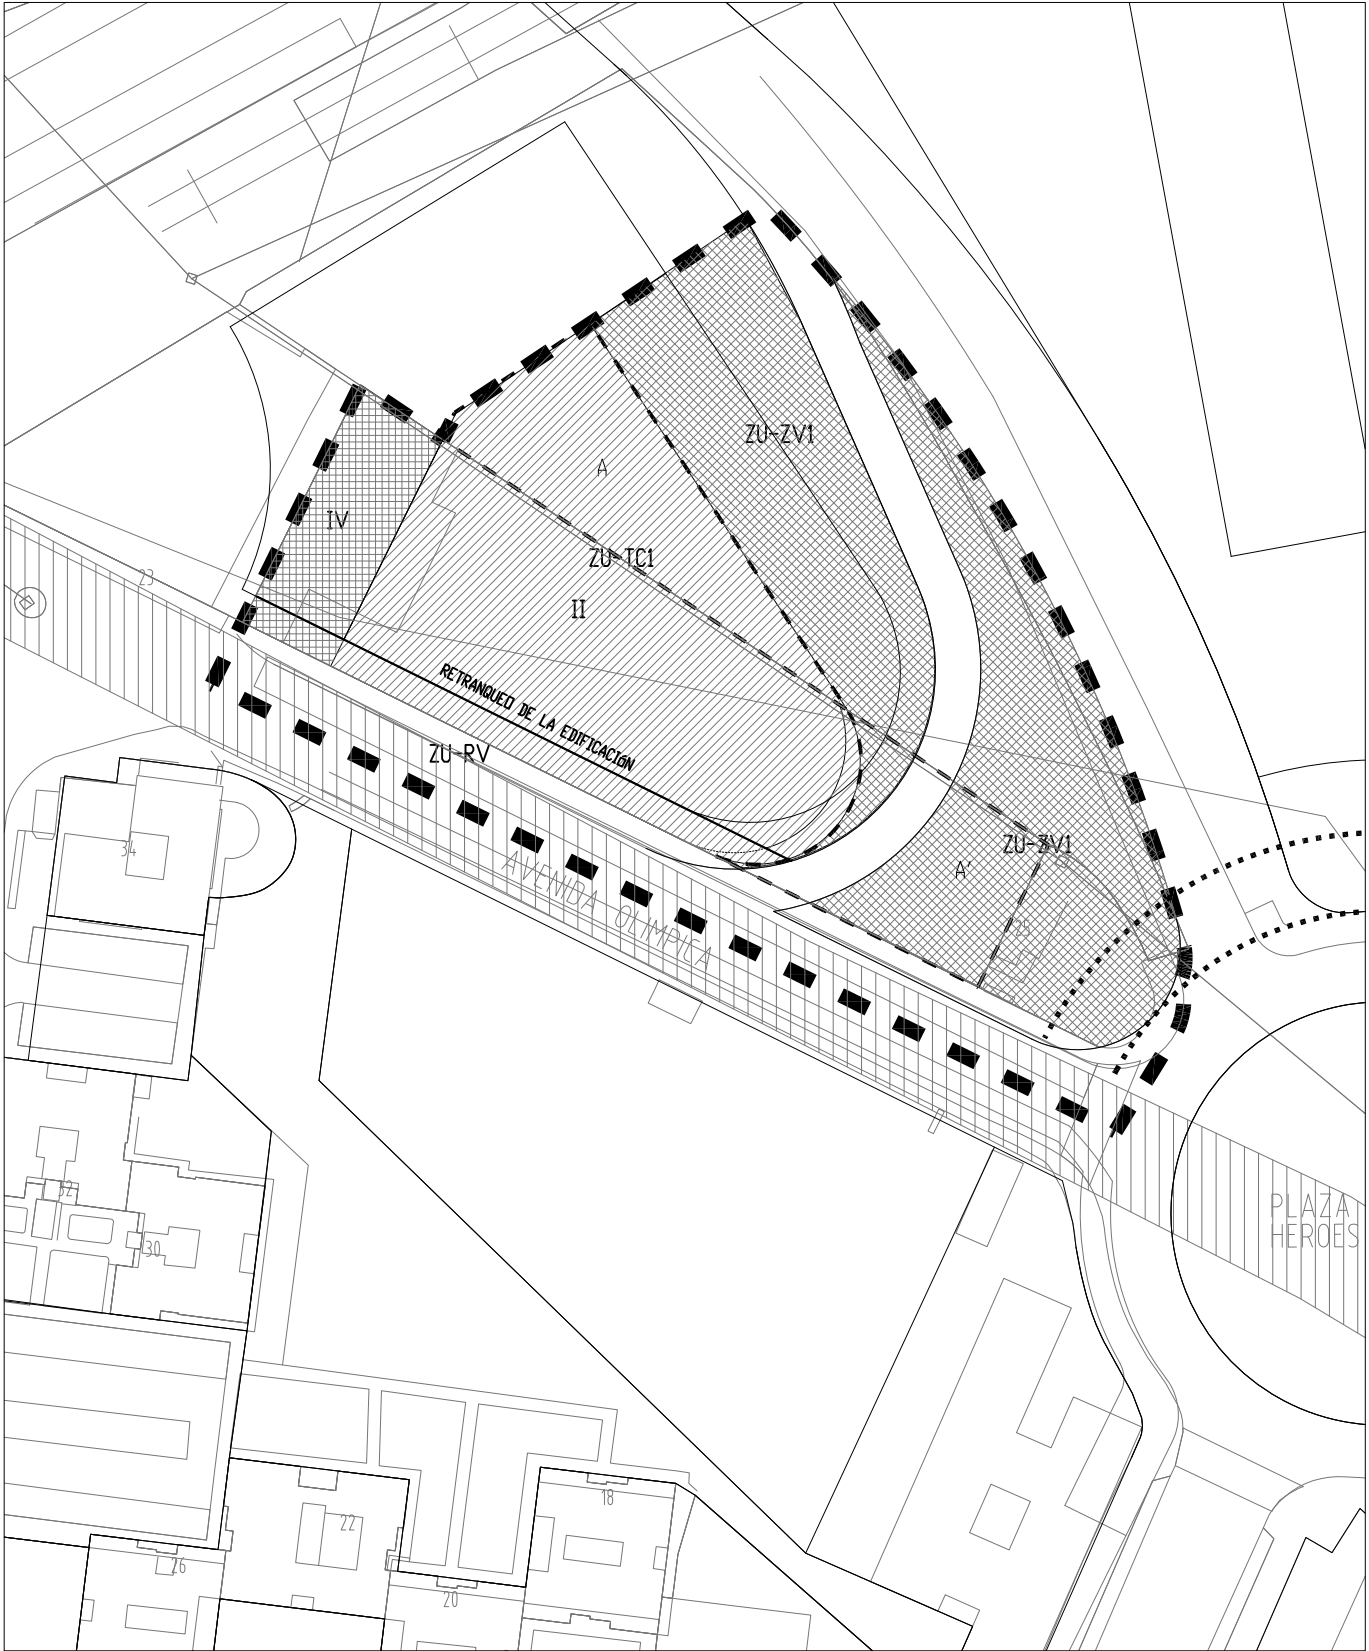 ZU-ZV1
A
IV
ZU-TC1
23
II
RETRANQUEO DE LA EDIFICACIóN
ZU-RV
ZU-ZV1
34
AVENIDA OLIMPICA
A'
25
32
PLAZA
HEROES
30
18
22
26
20